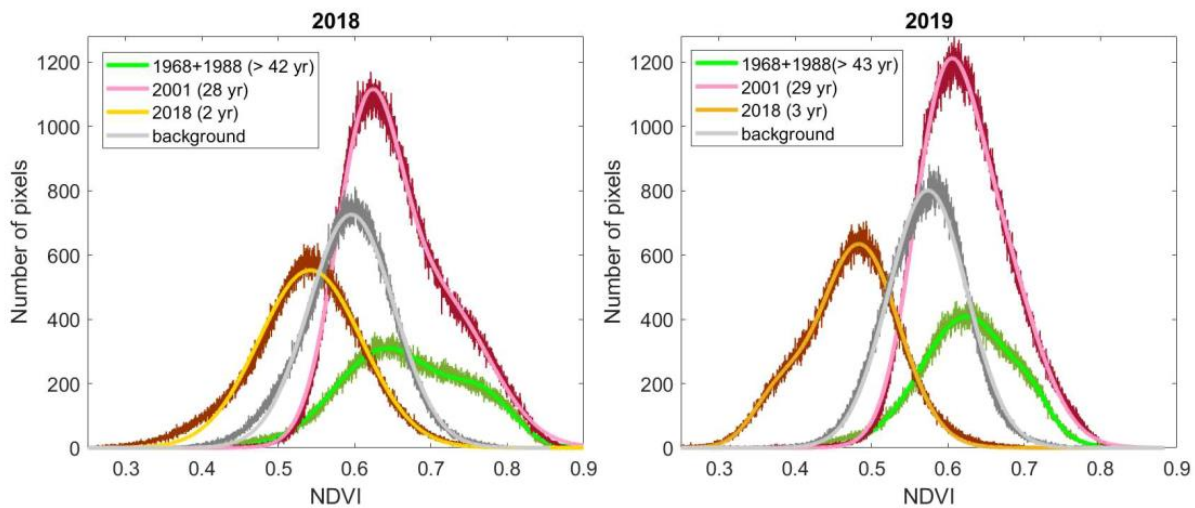 2018
1200
1000
800
600
400
200
0
Number of pixels
1968+1988 (> 42 yr)
2001 (28 yr)
2018 (2 yr)
background
0.3 0.4 0.5 0.6 0.7 0.8 0.9
NDVI
2019
1200
1000
800
600
400
200
0
Number of pixels
1968+1988(> 43 yr)
2001 (29 yr)
2018 (3 yr)
background
0.3 0.4 0.5 0.6 0.7 0.8 0.9
NDVI